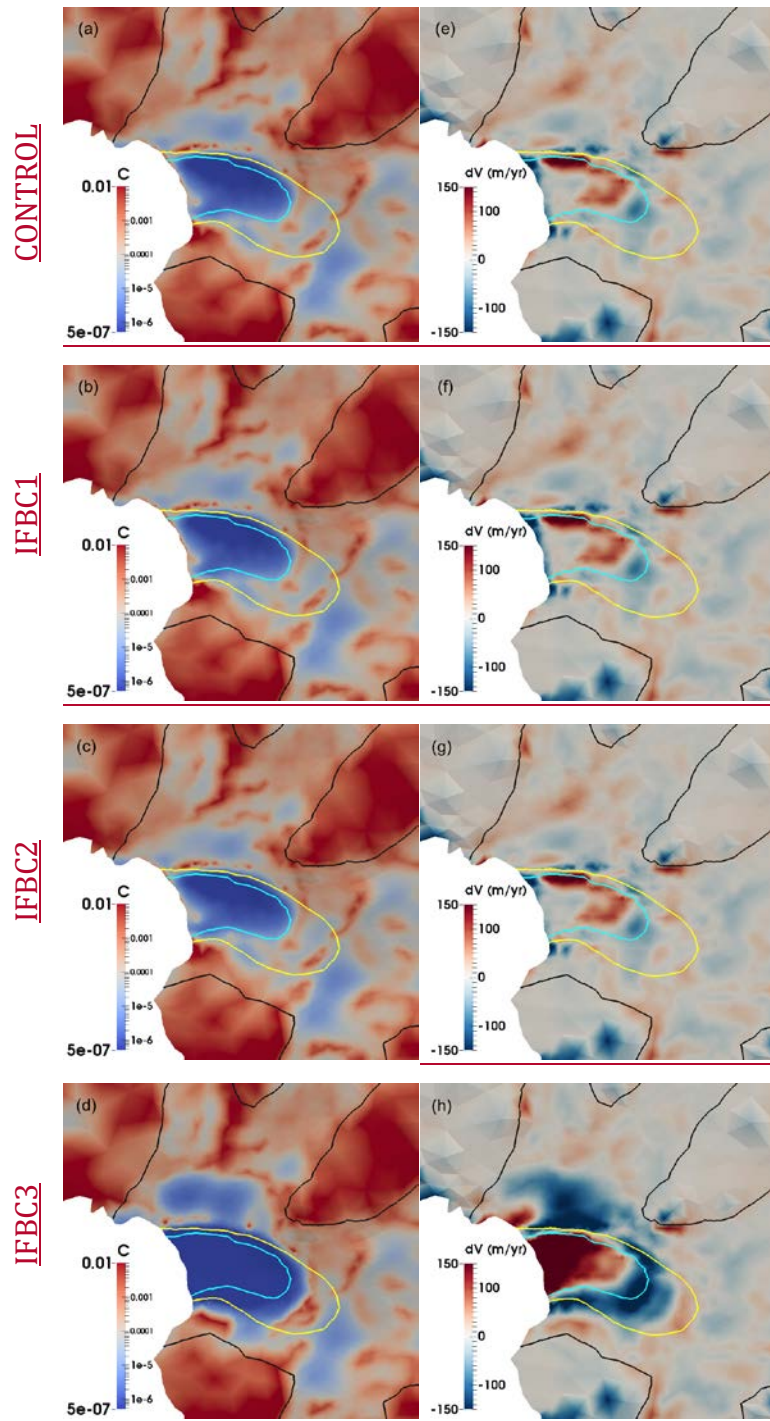 CONTROL
(a)
C
0.01
0.001
0.0001
1e-5
1e-6
5e-07
(e)
dV (m/yr)
150
100
0
-100
-150
IFBC1
(b)
C
0.01
0.001
0.0001
1e-5
1e-6
5e-07
(f)
dV (m/yr)
150
100
0
-100
-150
IFBC2
(c)
C
0.01
0.001
0.0001
1e-5
1e-6
5e-07
(g)
dV (m/yr)
150
100
0
-100
-150
IFBC3
(d)
C
0.01
0.001
0.0001
1e-5
1e-6
5e-07
(h)
dV (m/yr)
150
100
0
-100
-150